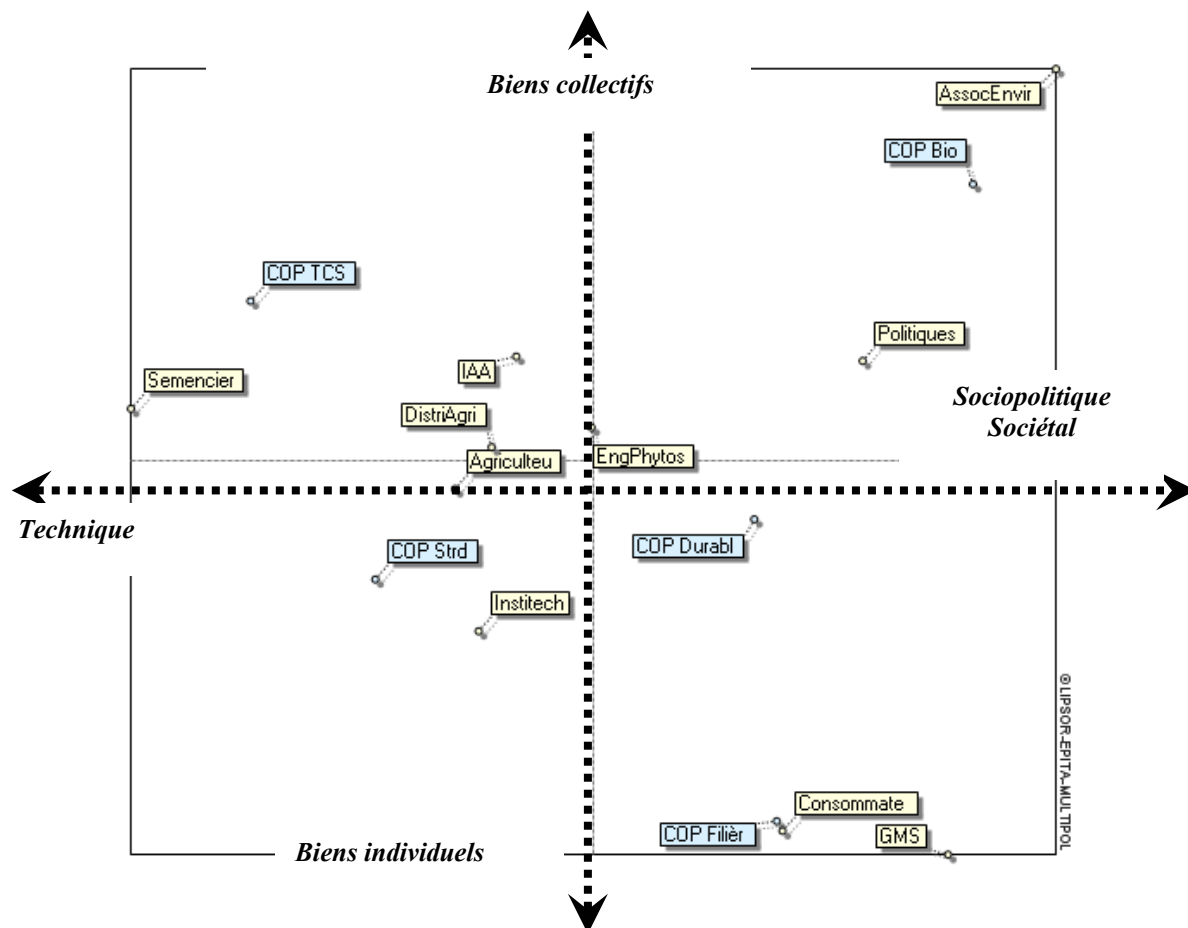 Biens collectifs
AssocEnvir
COP Bio
COP TCS
Politiques
IAA
Semencier
Sociopolitique
Sociétal
DistriAgri
Agriculteu
EngPhytos
Technique
COP Strd
COP Durabl
Institech
©LIPSOR-EPITA-MULTIPOL
Consommate
COP Filièr
GMS
Biens individuels